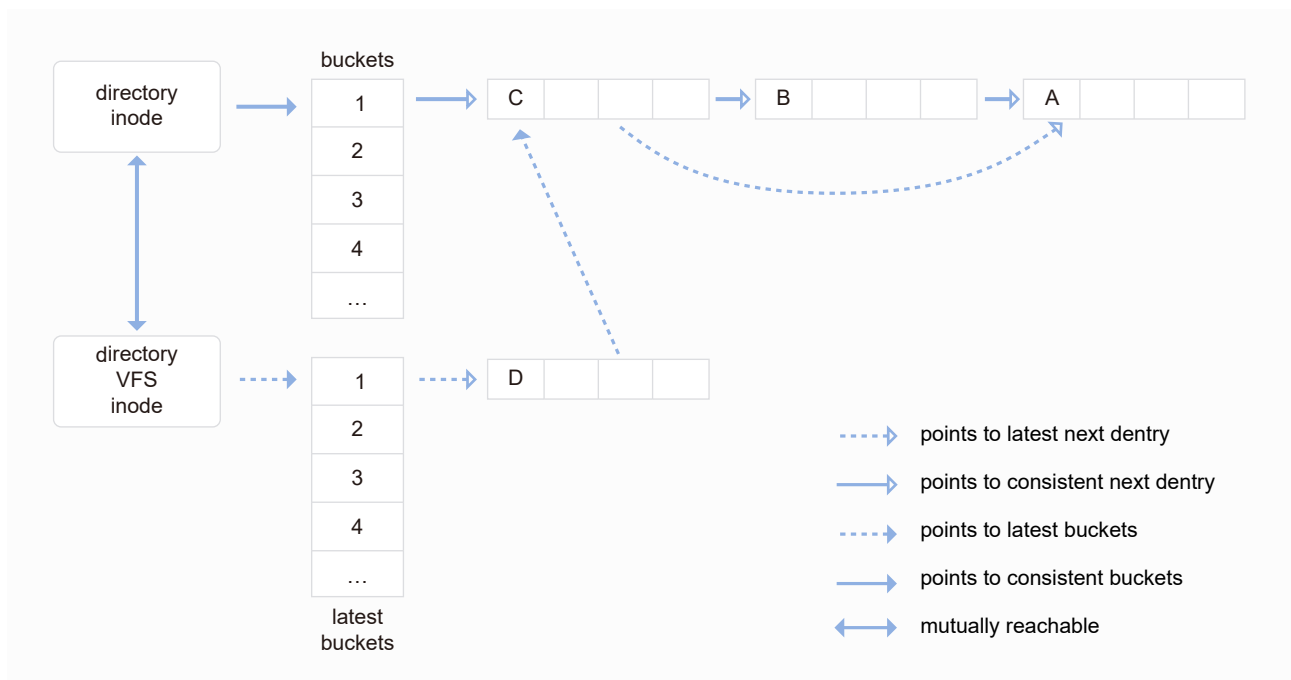 buckets
directory
inode
1
2
3
4
...
C
B
A
directory
VFS
inode
1
2
3
4
...
latest
buckets
D
points to latest next dentry
points to consistent next dentry
points to latest buckets
points to consistent buckets
mutually reachable